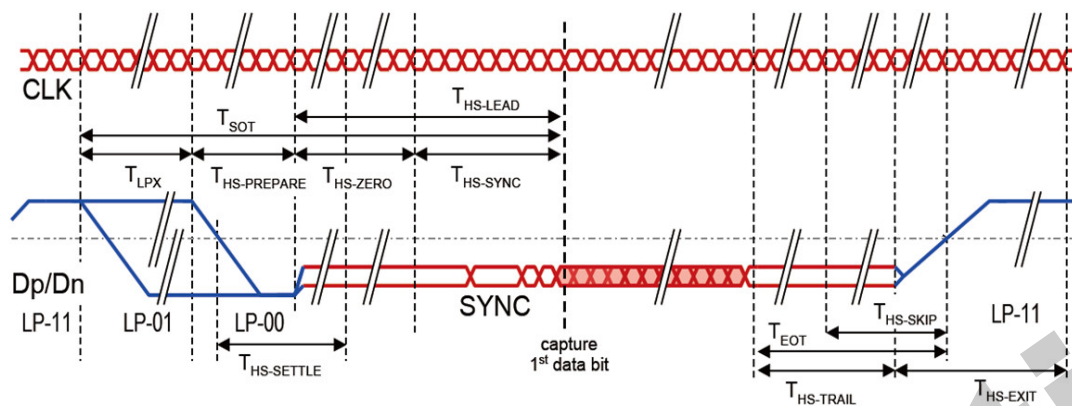 CLK
THS-LEAD
TSOT
TLPX
THS-PREPARE
THS-ZERO
THS-SYNC
Dp/Dn
SYNC
LP-11
LP-01
LP-00
LP-11
THS-SKIP
TEOT
THS-SETTLE
capture
1st data bit
THS-TRAIL
THS-EXIT